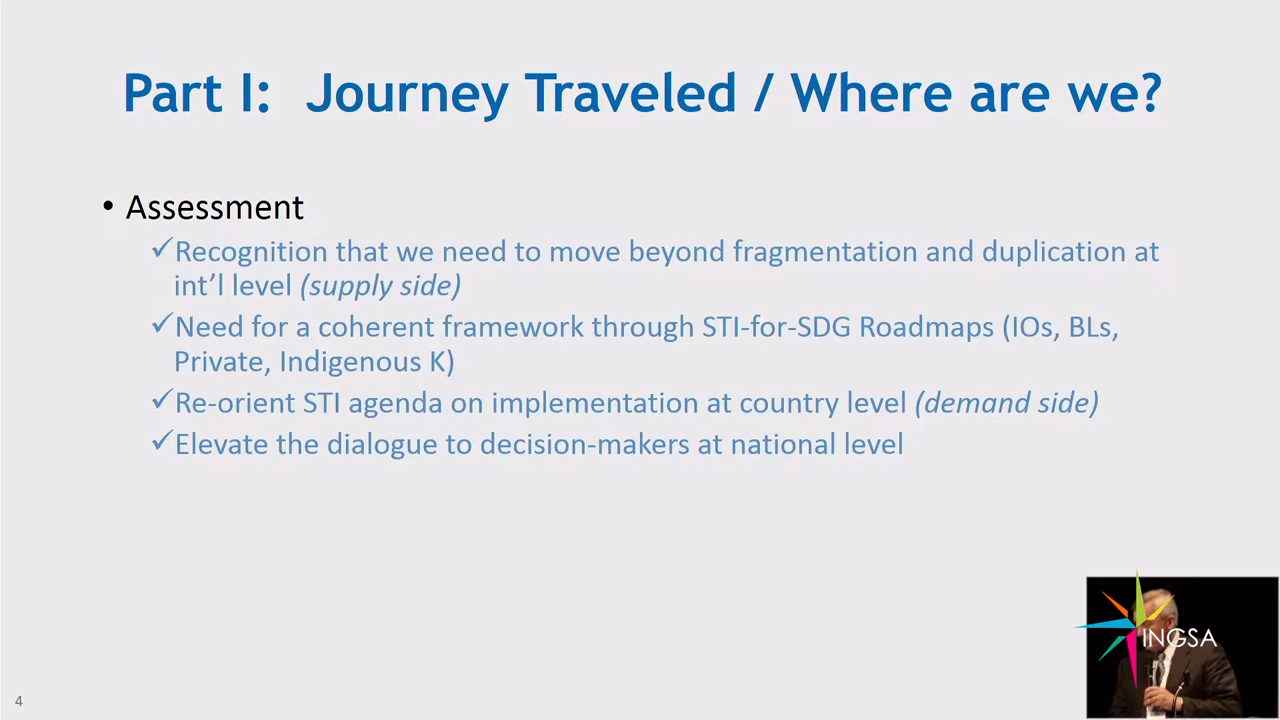 Part I: Journey Traveled / Where are we?
• Assessment
✓Recognition that we need to move beyond fragmentation and duplication at
int’l level (supply side)
✓Need for a coherent framework through STI-for-SDG Roadmaps (IOs, BLs,
Private, Indigenous K)
✓Re-orient STI agenda on implementation at country level (demand side)
✓Elevate the dialogue to decision-makers at national level
INGSA
4